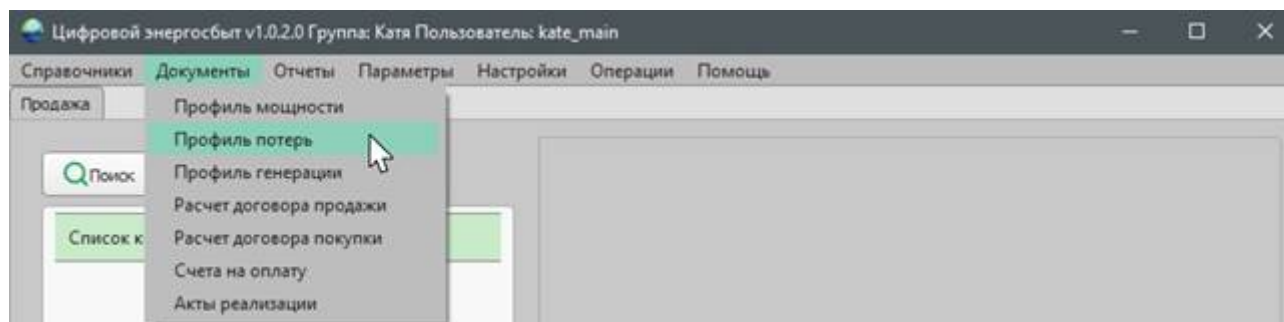 Цифровой энергосбыт v1.0.2.0 Группа: Катя Пользователь: kate_main
Справочники Документы Отчеты Параметры Настройки Операции Помощь
Продажа
Профиль мощности
Профиль потерь
Поиск
Профиль генерации
Расчет договора продажи
Список к
Расчет договора покупки
Счета на оплату
Акты реализации